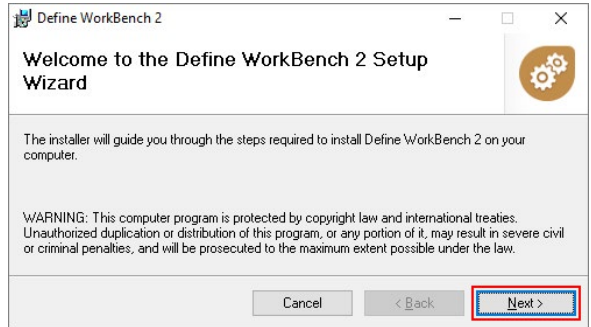 Define WorkBench 2
Welcome to the Define WorkBench 2 Setup
Wizard
The installer will guide you through the steps required to install Define WorkBench 2 on your
computer.
WARNING: This computer program is protected by copyright law and international treaties.
Unauthorized duplication or distribution of this program, or any portion of it, may result in severe civil
or criminal penalties, and will be prosecuted to the maximum extent possible under the law.
Cancel
< Back
Next >